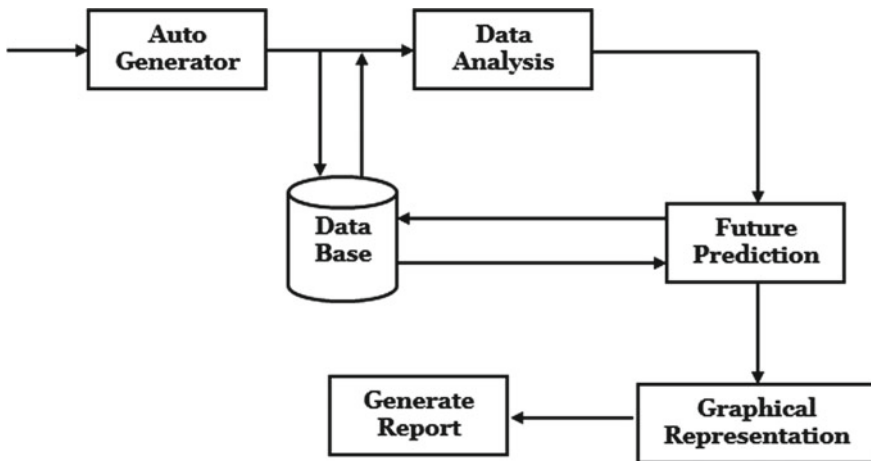 Auto
Generator
Data
Analysis
Data
Base
Future
Prediction
Generate
Report
Graphical
Representation